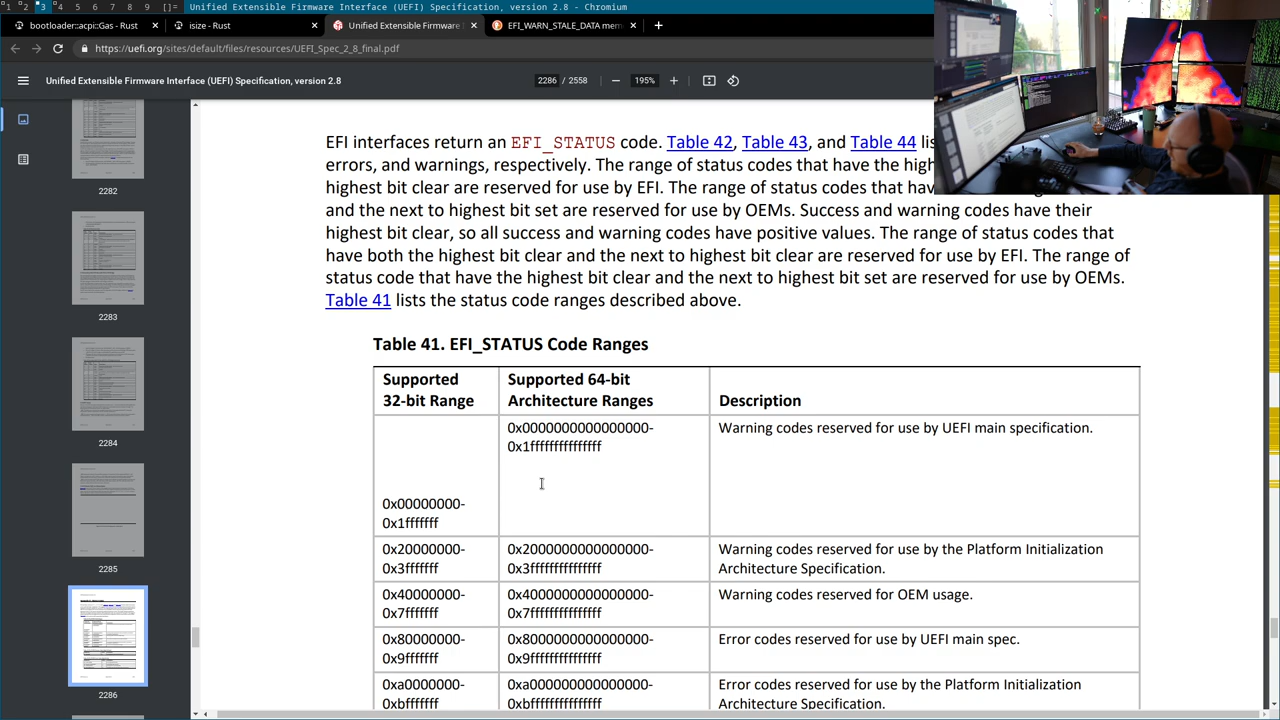 1 2 3 4 5 6 7 8 9 []= Unified Extensible Firmware Interface (UEFI) Specification, version 2.8 - Chromium
bootloader::acpi::Gas - Rust
isize - Rust
Unified Extensible Firmware
EFI_WARN_STALE_DATA mem
https://uefi.org/sites/default/files/resources/UEFI_Spec_2_8_final.pdf
Unified Extensible Firmware Interface (UEFI) Specification, version 2.8
2286 / 2558
195%
2282
2283
2284
2285
2286
EFI interfaces return an EFI_STATUS code. Table 42, Table 43, and Table 44
errors, and warnings, respectively. The range of status codes that have the
highest bit clear are reserved for use by EFI. The range of status codes that
and the next to highest bit set are reserved for use by OEMs. Success and warning codes have their
highest bit clear, so all success and warning codes have positive values. The range of status codes that
have both the highest bit clear and the next to highest bit clear are reserved for use by EFI. The range of
status code that have the highest bit clear and the next to highest bit set are reserved for use by OEMs.
Table 41 lists the status code ranges described above.
Table 41. EFI_STATUS Code Ranges
Supported 32-bit Range
Supported 64-bit Architecture Ranges
Description
0x0000000000000000-
0x1fffffffffffffff
Warning codes reserved for use by UEFI main specification.
0x00000000-
0x1fffffff
0x20000000-
0x3fffffff
0x2000000000000000-
0x3fffffffffffffff
Warning codes reserved for use by the Platform Initialization
Architecture Specification.
0x40000000-
0x7fffffff
0x4000000000000000-
0x7fffffffffffffff
Warning codes reserved for OEM usage.
0x80000000-
0x9fffffff
0x8000000000000000-
0x9fffffffffffffff
Error codes reserved for use by UEFI main spec.
0xa0000000-
0xbfffffff
0xa000000000000000-
0xbfffffffffffffff
Error codes reserved for use by the Platform Initialization
Architecture Specification.